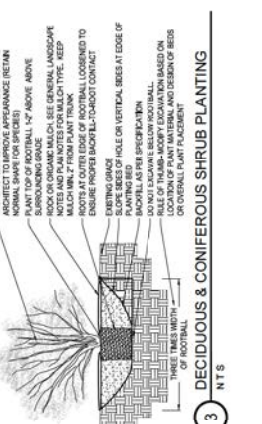 ARCHITECT TO IMPROVE APPEARANCE (RETAIN
NORMAL SHAPE FOR SPECIES)
PLANT TOP OF ROOTBALL 1-2" ABOVE ABOVE
SURROUNDING GRADE
ROCK OR ORGANIC MULCH, SEE GENERAL LANDSCAPE
NOTES AND PLAN NOTES FOR MULCH TYPE. KEEP
MULCH MIN. 2" FROM PLANT TRUNK
ROOTS AT OUTER EDGE OF ROOTBALL LOOSENED TO
ENSURE PROPER BACKFILL-TO-ROOT CONTACT
EXISTING GRADE
SLOPE SIDES OF HOLE OR VERTICAL SIDES AT EDGE OF
PLANTING BED
BACKFILL AS PER SPECIFICATION
DO NOT EXCAVATE BELOW ROOTBALL.
RULE OF THUMB- MODIFY EXCAVATION BASED ON
LOCATION OF PLANT MATERIAL AND DESIGN OF BEDS
OR OVERALL PLANT PLACEMENT
THREE TIMES WIDTH
OF ROOTBALL
3
DECIDUOUS & CONIFEROUS SHRUB PLANTING
N T S